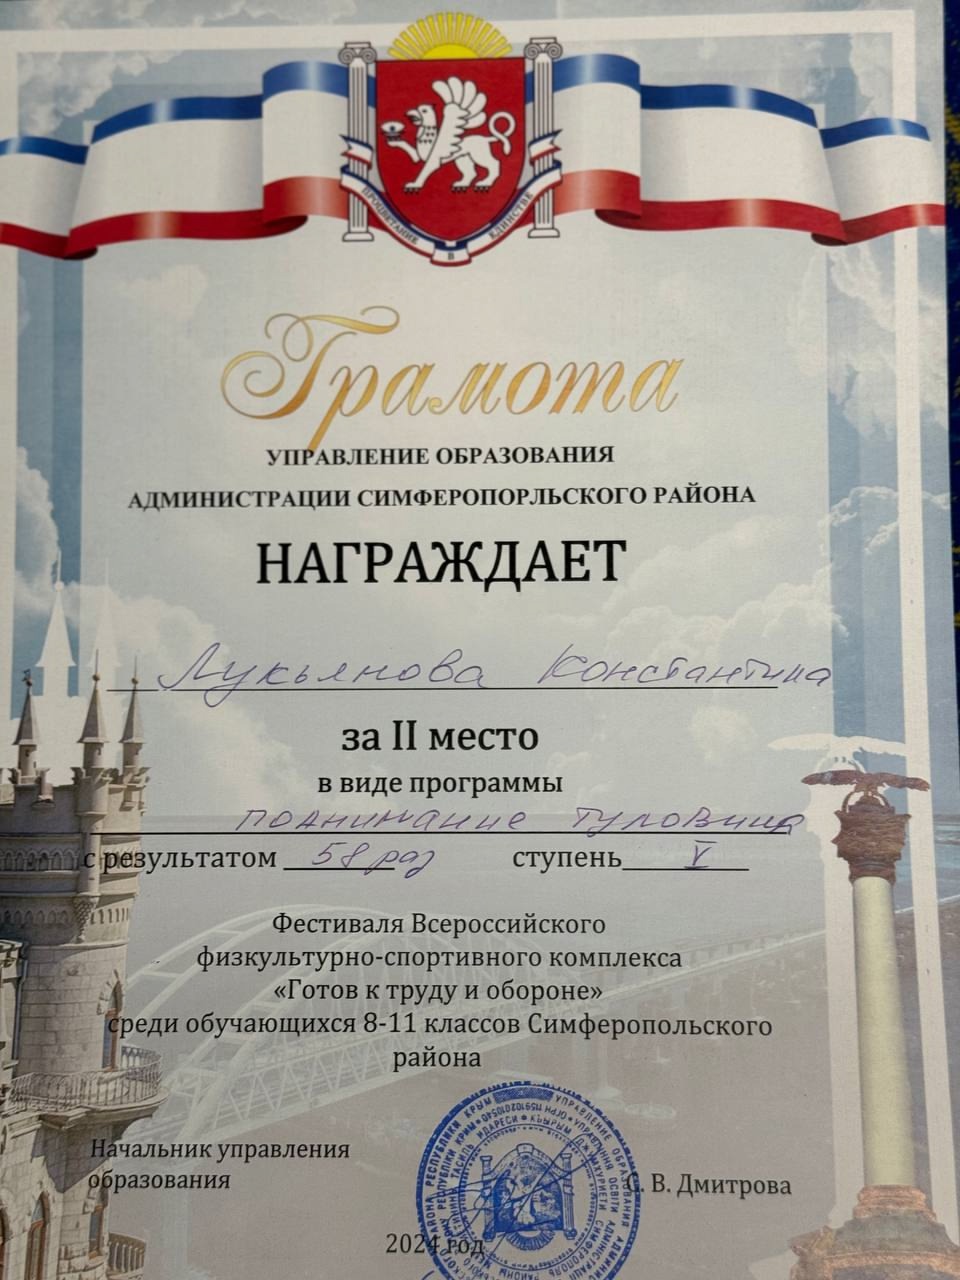 ПРОЦВЕТАНИЕ В ЕДИНСТВЕ
Грамота
УПРАВЛЕНИЕ ОБРАЗОВАНИЯ
АДМИНИСТРАЦИИ СИМФЕРОПОРЛЬСКОГО РАЙОНА
НАГРАЖДАЕТ
Лукьянова Константина
за II место
в виде программы
поднимание туловища
с результатом 58 раз ступень V
Фестиваля Всероссийского
физкультурно-спортивного комплекса
«Готов к труду и обороне»
среди обучающихся 8-11 классов Симферопольского
района
Начальник управления
образования
С. В. Дмитрова
2024 год